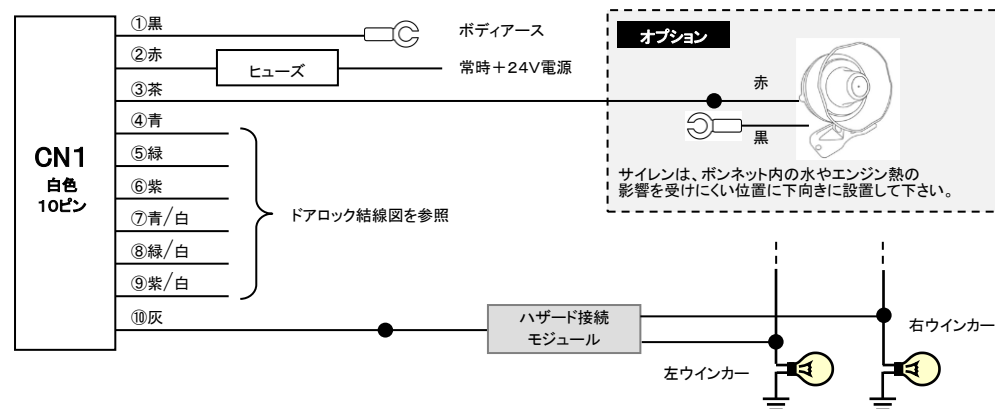 CN1
白色
10ピン
①黒
②赤
③茶
④青
⑤緑
⑥紫
⑦青/白
⑧緑/白
⑨紫/白
⑩灰
ヒューズ
ボディアース
常時+24V電源
ドアロック結線図を参照
オプション
赤
黒
サイレンは、ボンネット内の水やエンジン熱の
影響を受けにくい位置に下向きに設置して下さい。
ハザード接続
モジュール
右ウインカー
左ウインカー